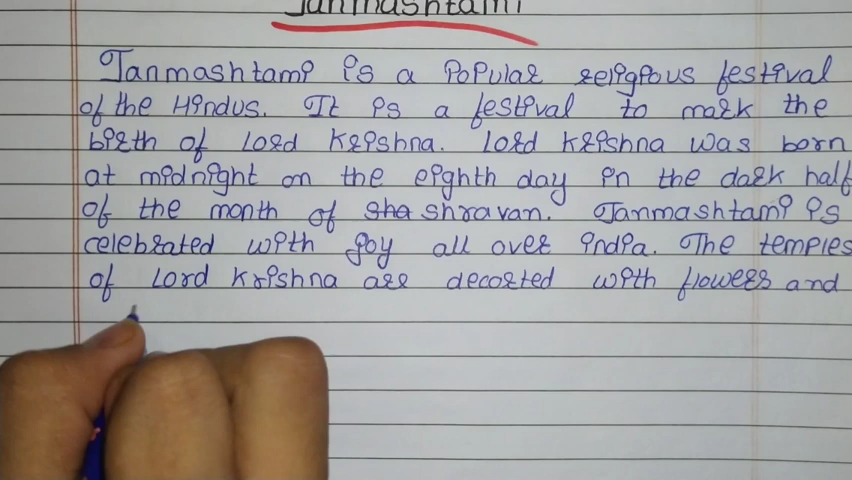 Janmashtami
Janmashtami is a Popular religious festival
of the Hindus. It is a festival to mark the
birth of Lord Krishna. Lord Krishna was born
at midnight on the eighth day in the dark half
of the month of sha shravan. Janmashtami is
celebrated with joy all over india. The temples
of Lord Krishna are decorted with flowers and